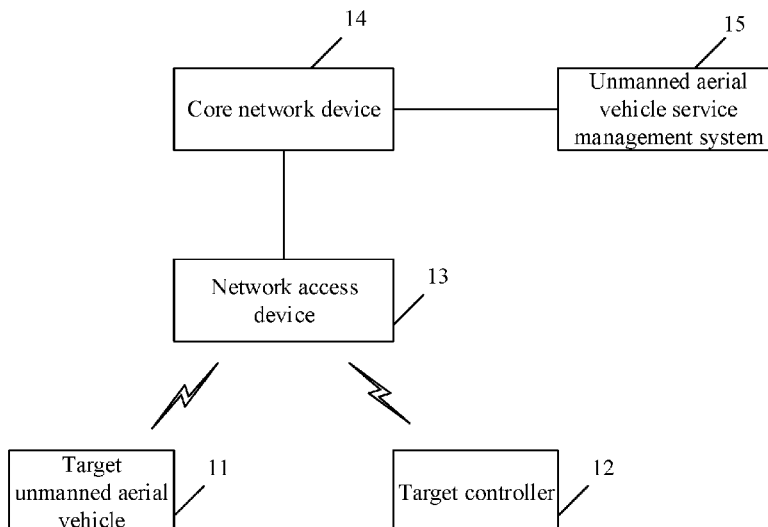 14
15
Core network device
Unmanned aerial
vehicle service
management system
Network access
device
13
Target
unmanned aerial
vehicle
11
Target controller
12